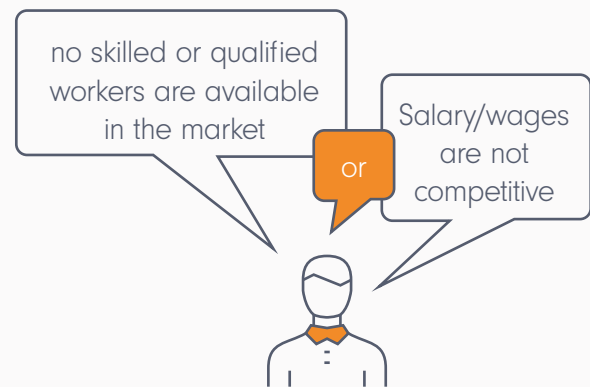 no skilled or qualified
workers are available
in the market
or
Salary/wages
are not
competitive